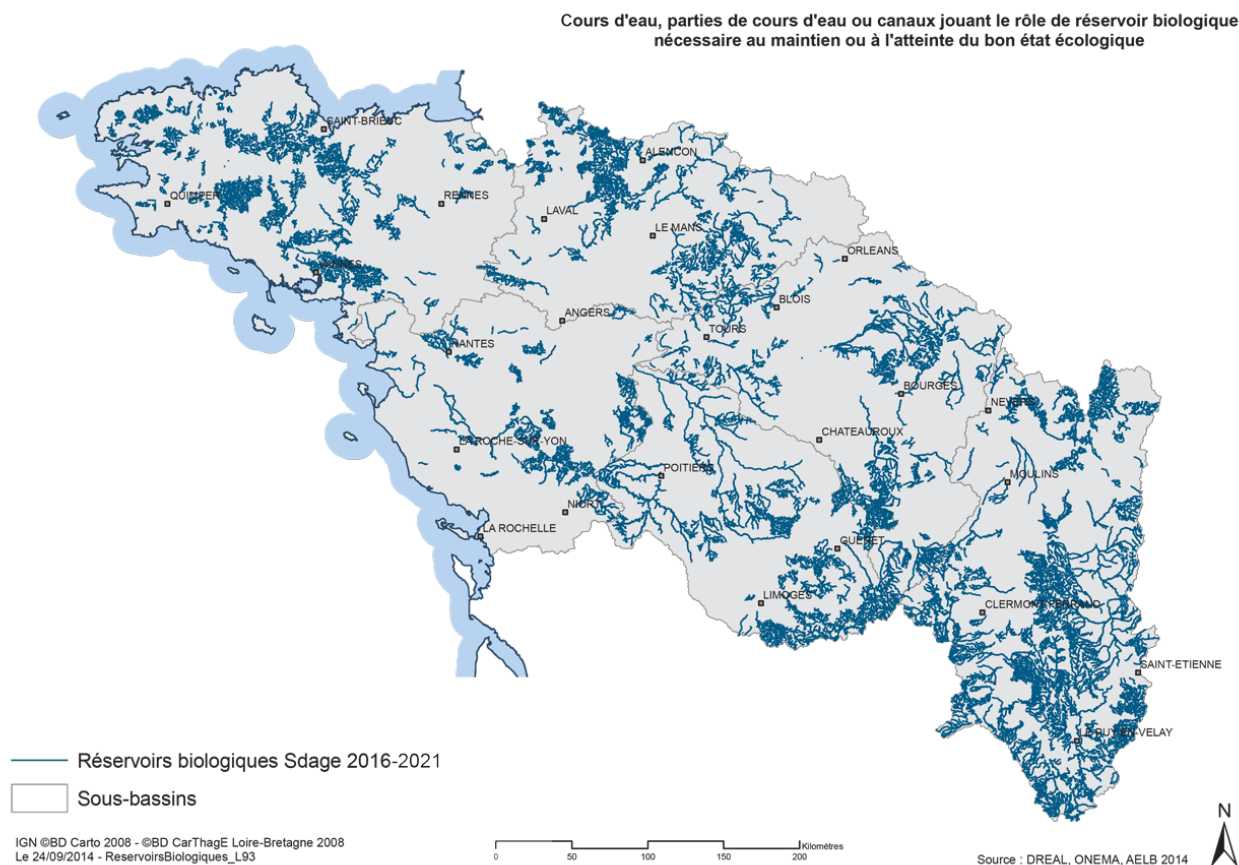 Cours d'eau, parties de cours d'eau ou canaux jouant le rôle de réservoir biologique
nécessaire au maintien ou à l'atteinte du bon état écologique
SAINT-BRIEUC
ALENCON
QUIMPER
RENNES
LAVAL
LE MANS
ORLEANS
VANNES
BLOIS
ANGERS
TOURS
NANTES
BOURGES
NEVERS
CHATEAUROUX
LA ROCHE-SUR-YON
POITIERS
MOULINS
NIORT
LA ROCHELLE
GUERET
LIMOGES
CLERMONT-FERRAND
SAINT-ETIENNE
LE PUY-EN-VELAY
Réservoirs biologiques Sdage 2016-2021
Sous-bassins
N
IGN ©BD Carto 2008 - ©BD CarThagE Loire-Bretagne 2008
Le 24/09/2014 - ReservoirsBiologiques_L93
Kilomètres
0 50 100 150 200
Source : DREAL, ONEMA, AELB 2014